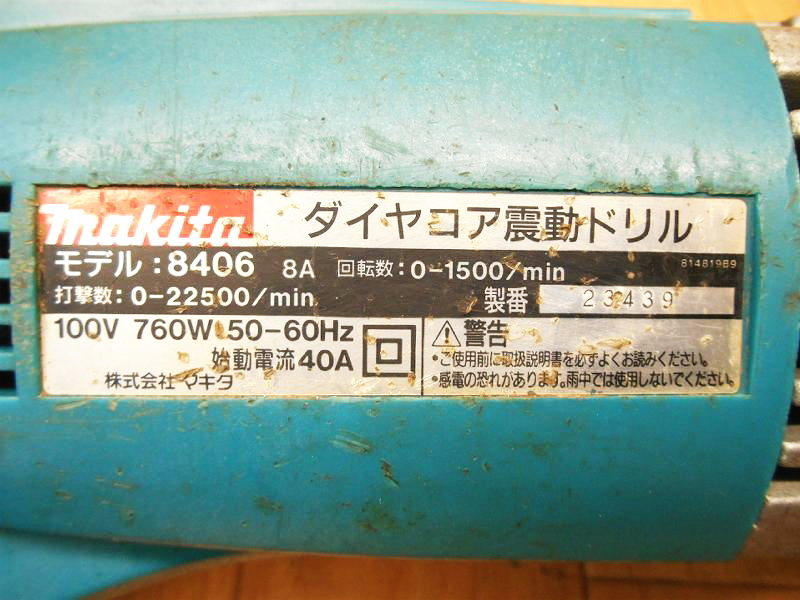 makita ダイヤコア震動ドリル
モデル:8406 8A 回転数:0-1500/min 814819B9
打撃数:0-22500/min 製番 23439
100V 760W 50-60Hz
始動電流40A
株式会社 マキタ
⚠警告
•ご使用前に取扱説明書を必ずよくお読みください。
•感電の恐れがあります。雨中では使用しないでください。